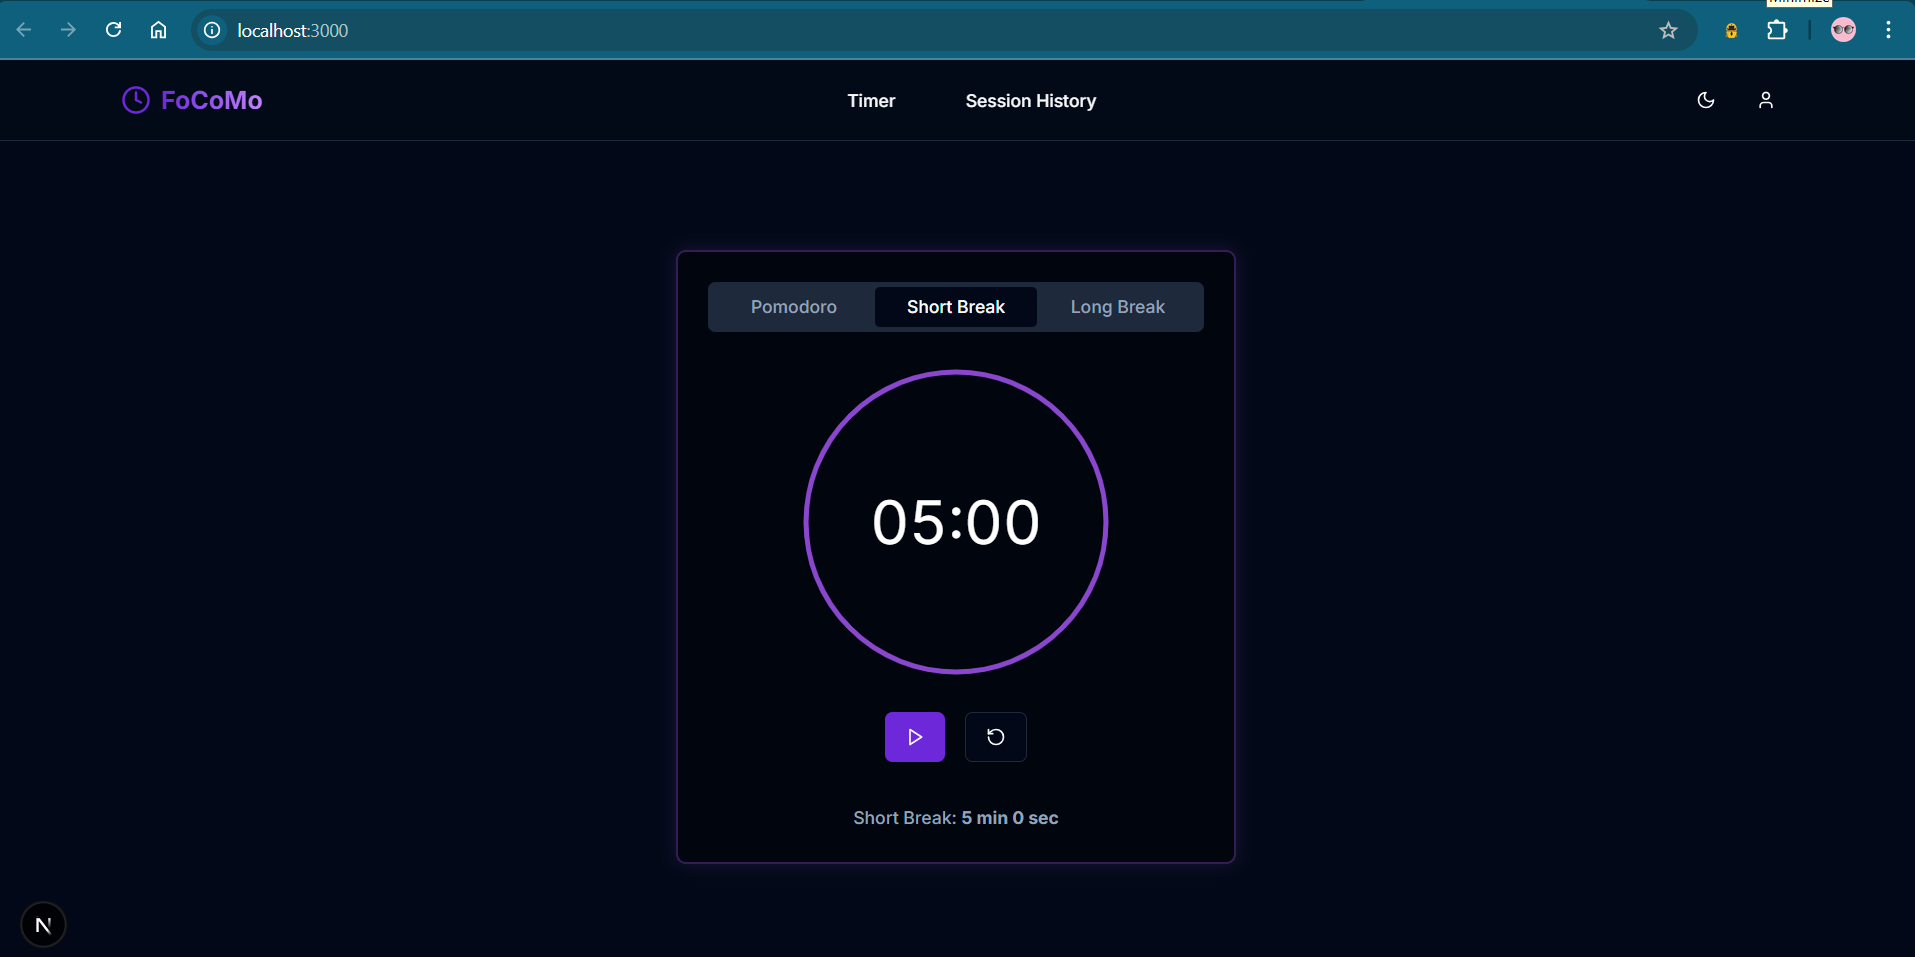 localhost:3000
FoCoMo
Timer
Session History
Pomodoro
Short Break
Long Break
05:00
Short Break: 5 min 0 sec
N